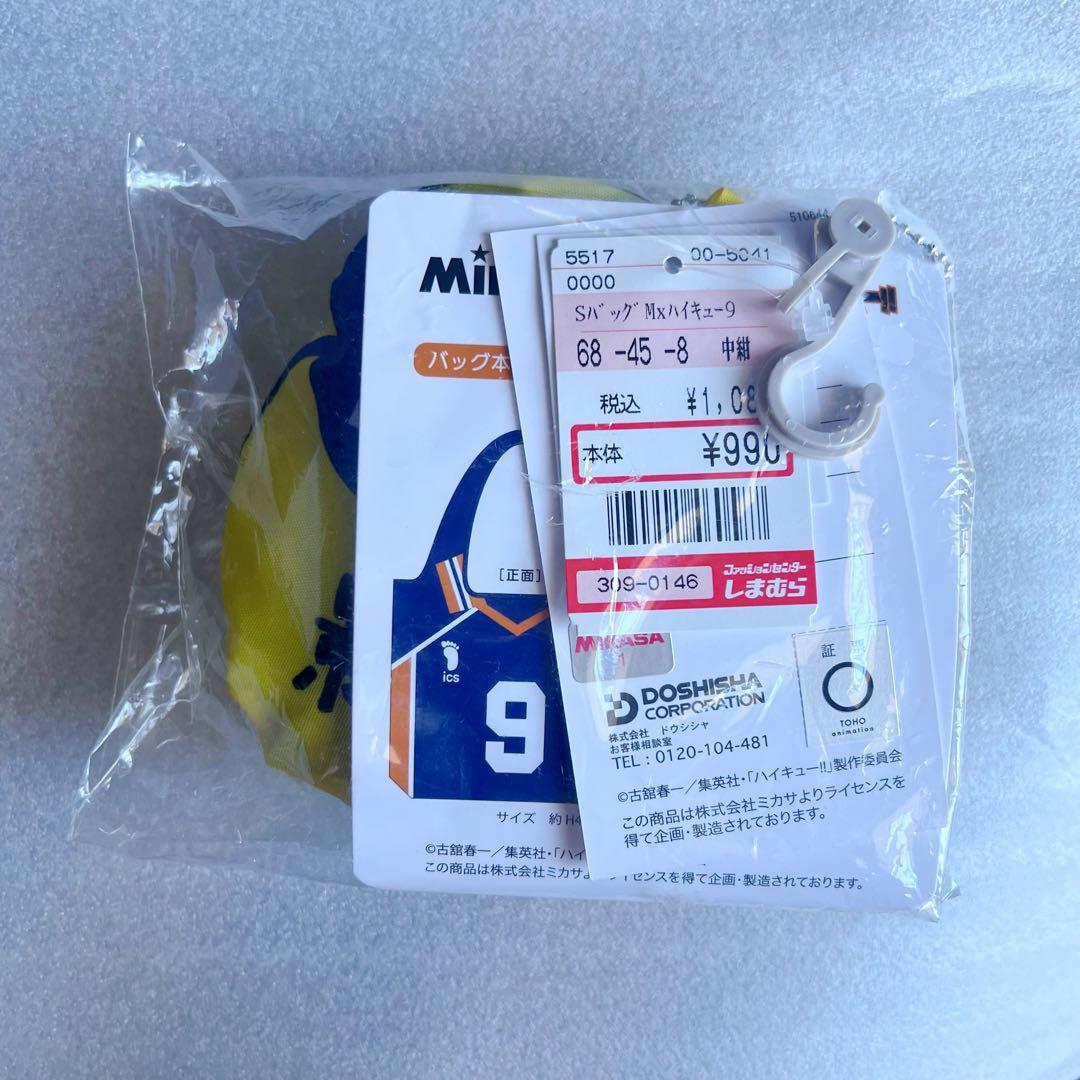 510644
5517 00-5041
0000
Sバッグ Mxハイキュー9
68 -45 -8 中紺
税込 ¥1,08
本体 ¥990
309-0146
ファッションセンター
しまむら
バッグ本
[正面]
ics
9
サイズ 約H4
©古舘春一/集英社・「ハイ
この商品は株式会社ミカサよ
MIKASA
1
DOSHISHA
CORPORATION
株式会社 ドウシシャ
お客様相談室
TEL:0120-104-481
証
TOHO
animation
©古舘春一/集英社・「ハイキュー!!」製作委員会
この商品は株式会社ミカサよりライセンスを
得て企画・製造されております。
イセンスを得て企画・製造されております。